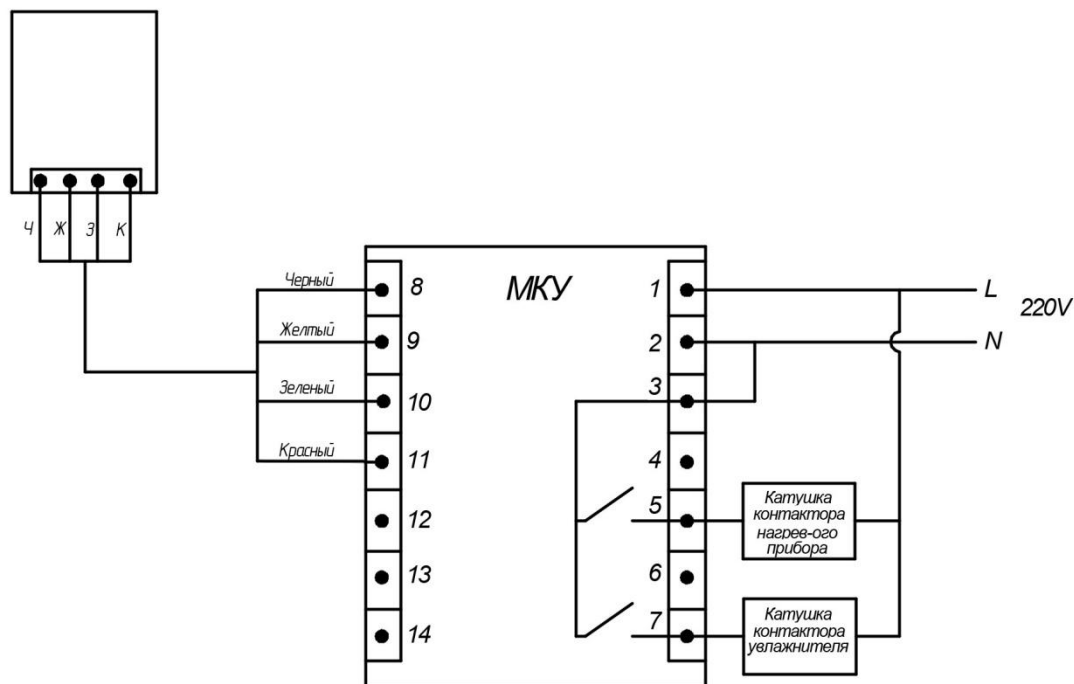 Ч Ж З К
Черный
Желтый
Зеленый
Красный
8
9
10
11
12
13
14
МКУ
1
2
3
4
5
6
7
L
220V
N
Катушка
контактора
нагрев-ого
прибора
Катушка
контактора
увлажнителя